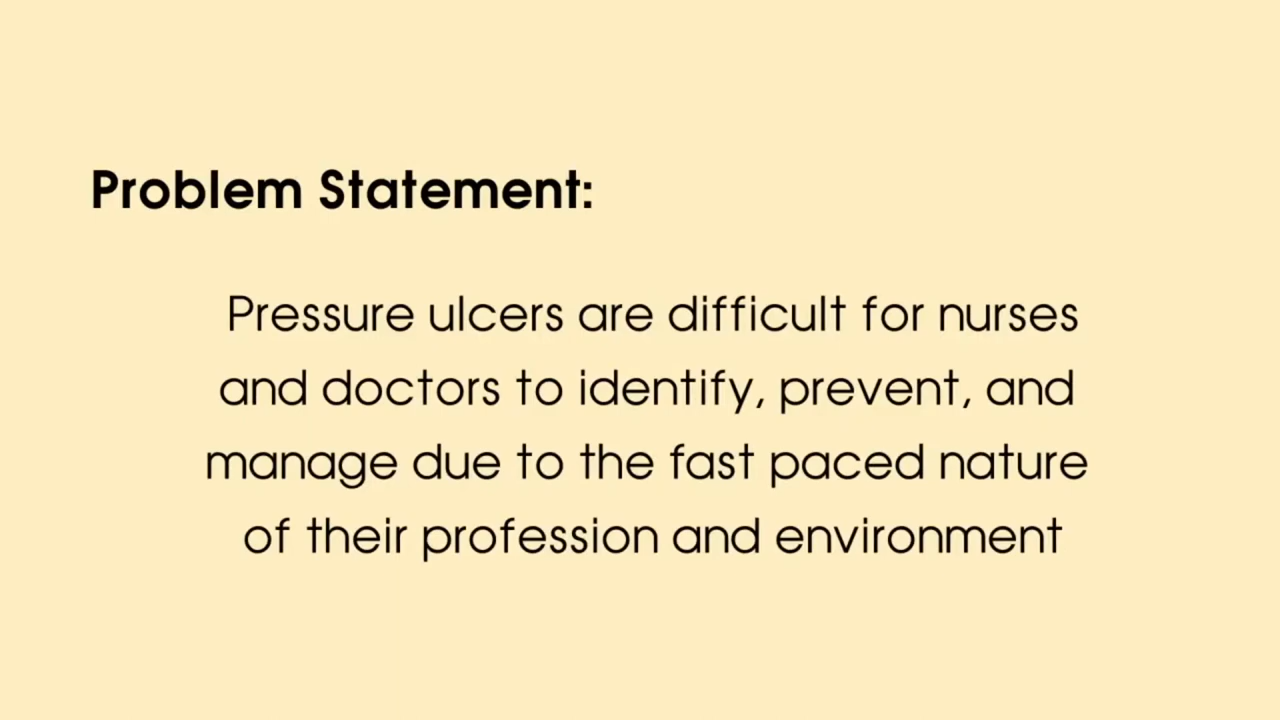 Problem Statement:
Pressure ulcers are difficult for nurses
and doctors to identify, prevent, and
manage due to the fast paced nature
of their profession and environment